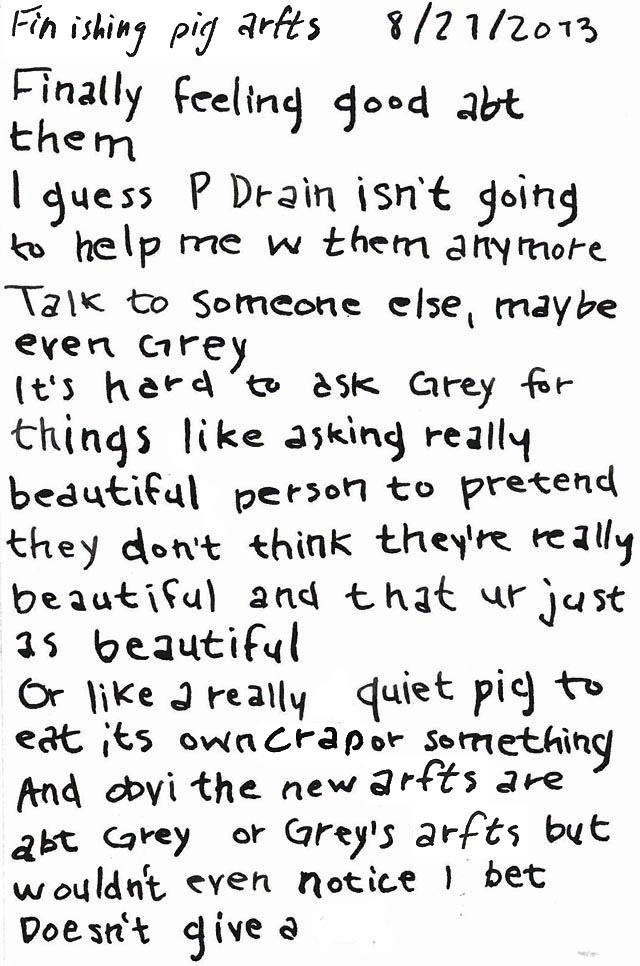 Finishing pig arfts 8/27/2013
Finally feeling good abt
them
I guess P Drain isn't going
to help me w them anymore
Talk to someone else, maybe
even Grey
It's hard to ask Grey for
things like asking really
beautiful person to pretend
they don't think they're really
beautiful and that ur just
as beautiful
Or like a really quiet pig to
eat its own crap or something
And obvi the new arfts are
abt Grey or Grey's arfts but
wouldn't even notice I bet
Doesn't give a